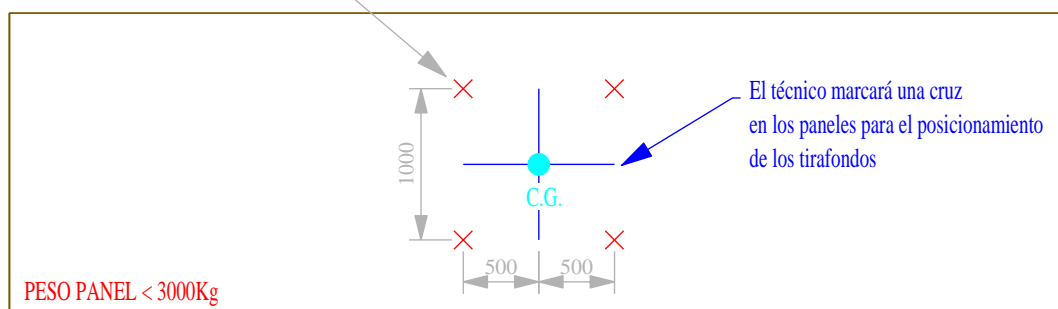 El técnico marcará una cruz
en los paneles para el posicionamiento
de los tirafondos
1000
C.G.
500 500
PESO PANEL < 3000Kg